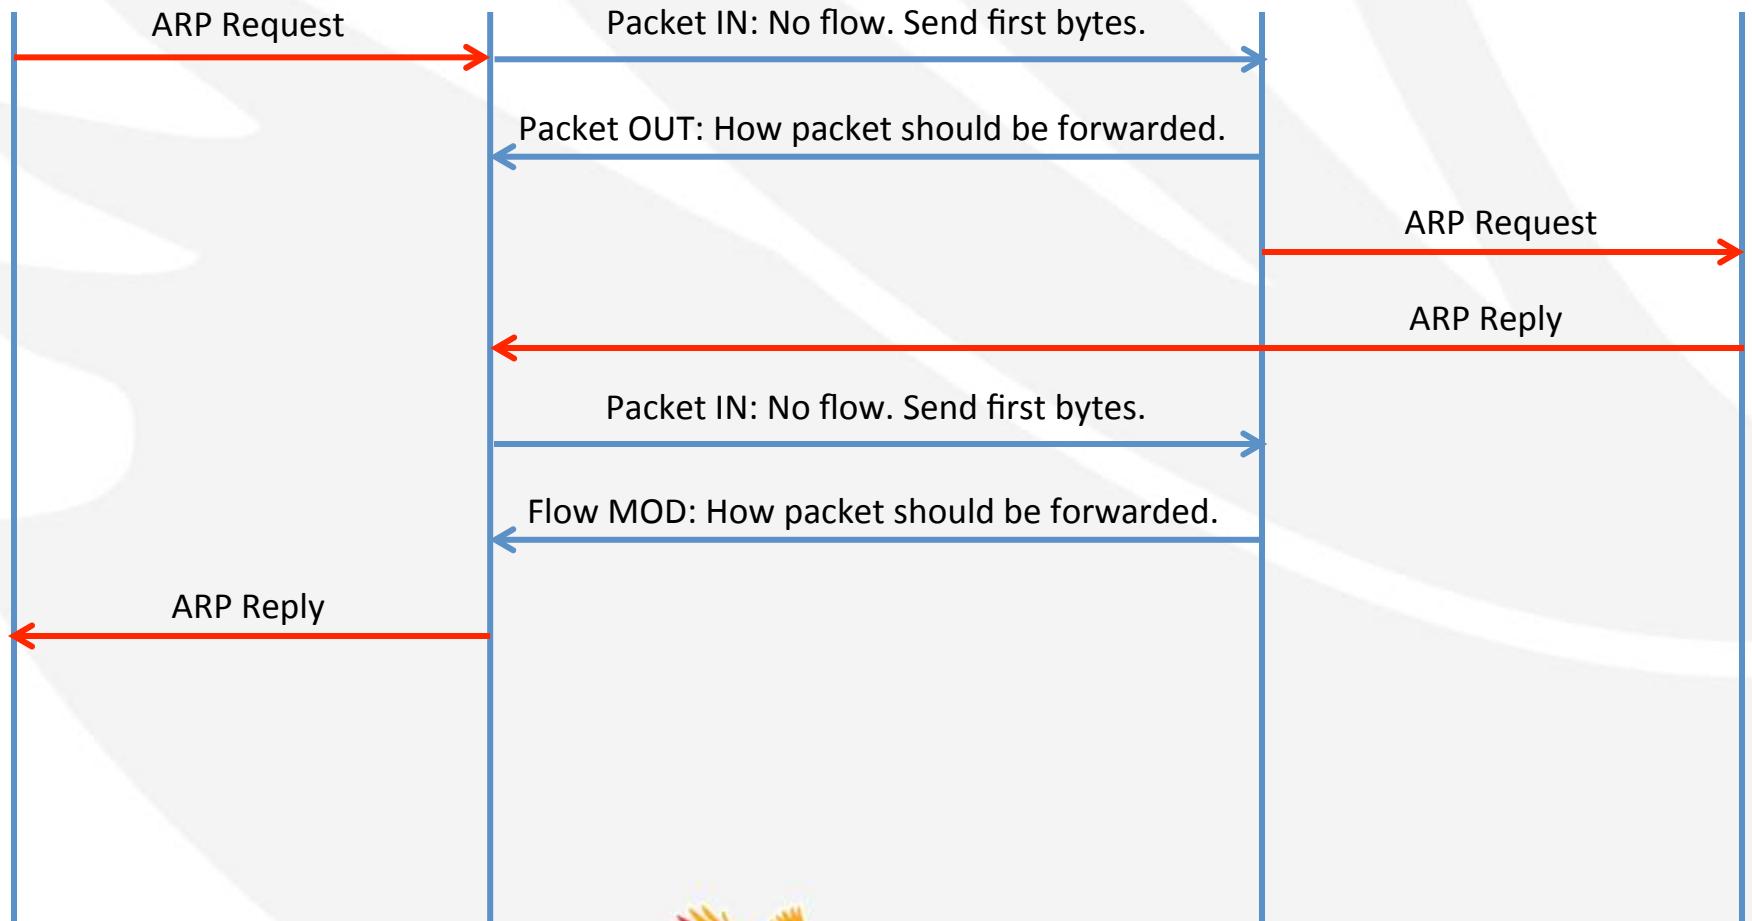 ARP Request
Packet IN: No flow. Send first bytes.
Packet OUT: How packet should be forwarded.
ARP Request
ARP Reply
Packet IN: No flow. Send first bytes.
Flow MOD: How packet should be forwarded.
ARP Reply